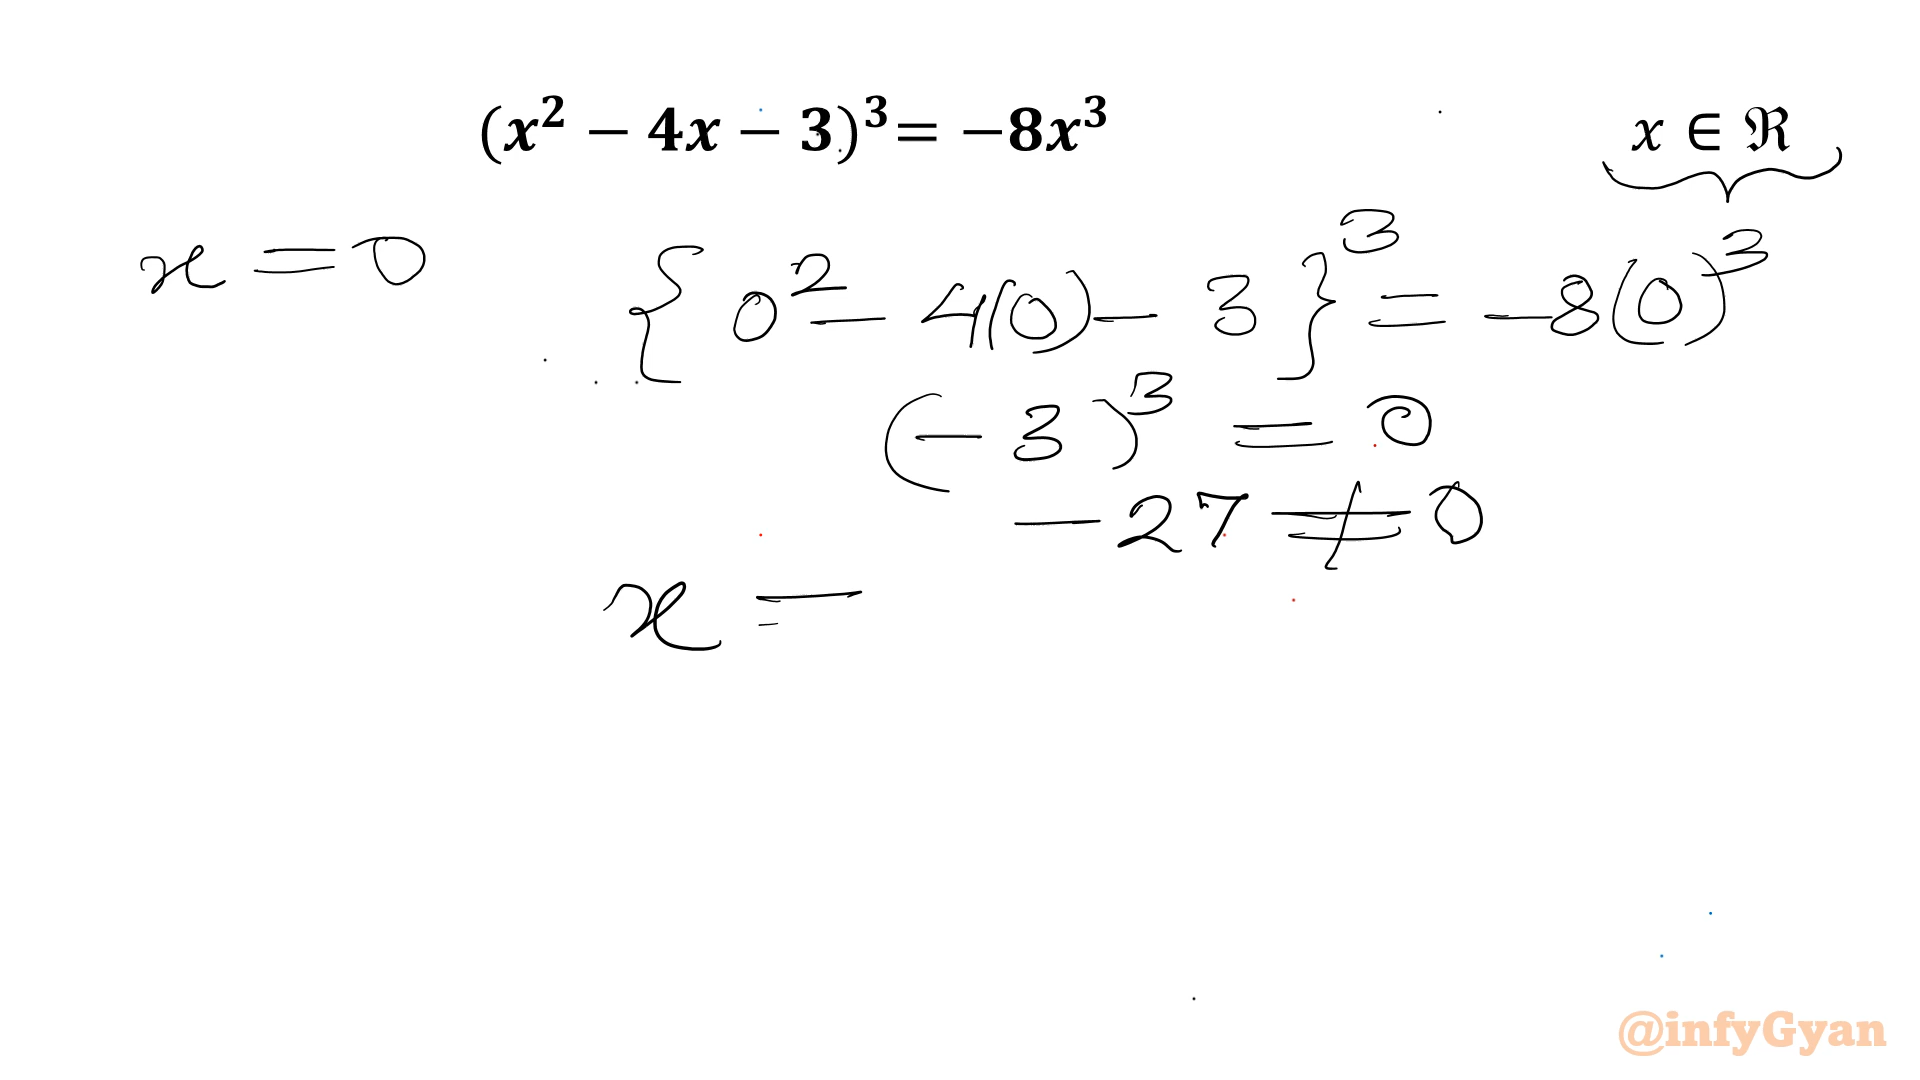 (x² − 4x − 3)³= −8x³ x ∈ ℜ
x = 0 {0² − 4(0) − 3}³ = −8(0)³
(−3)³ = 0
−27 ≠ 0
x =
@infyGyan